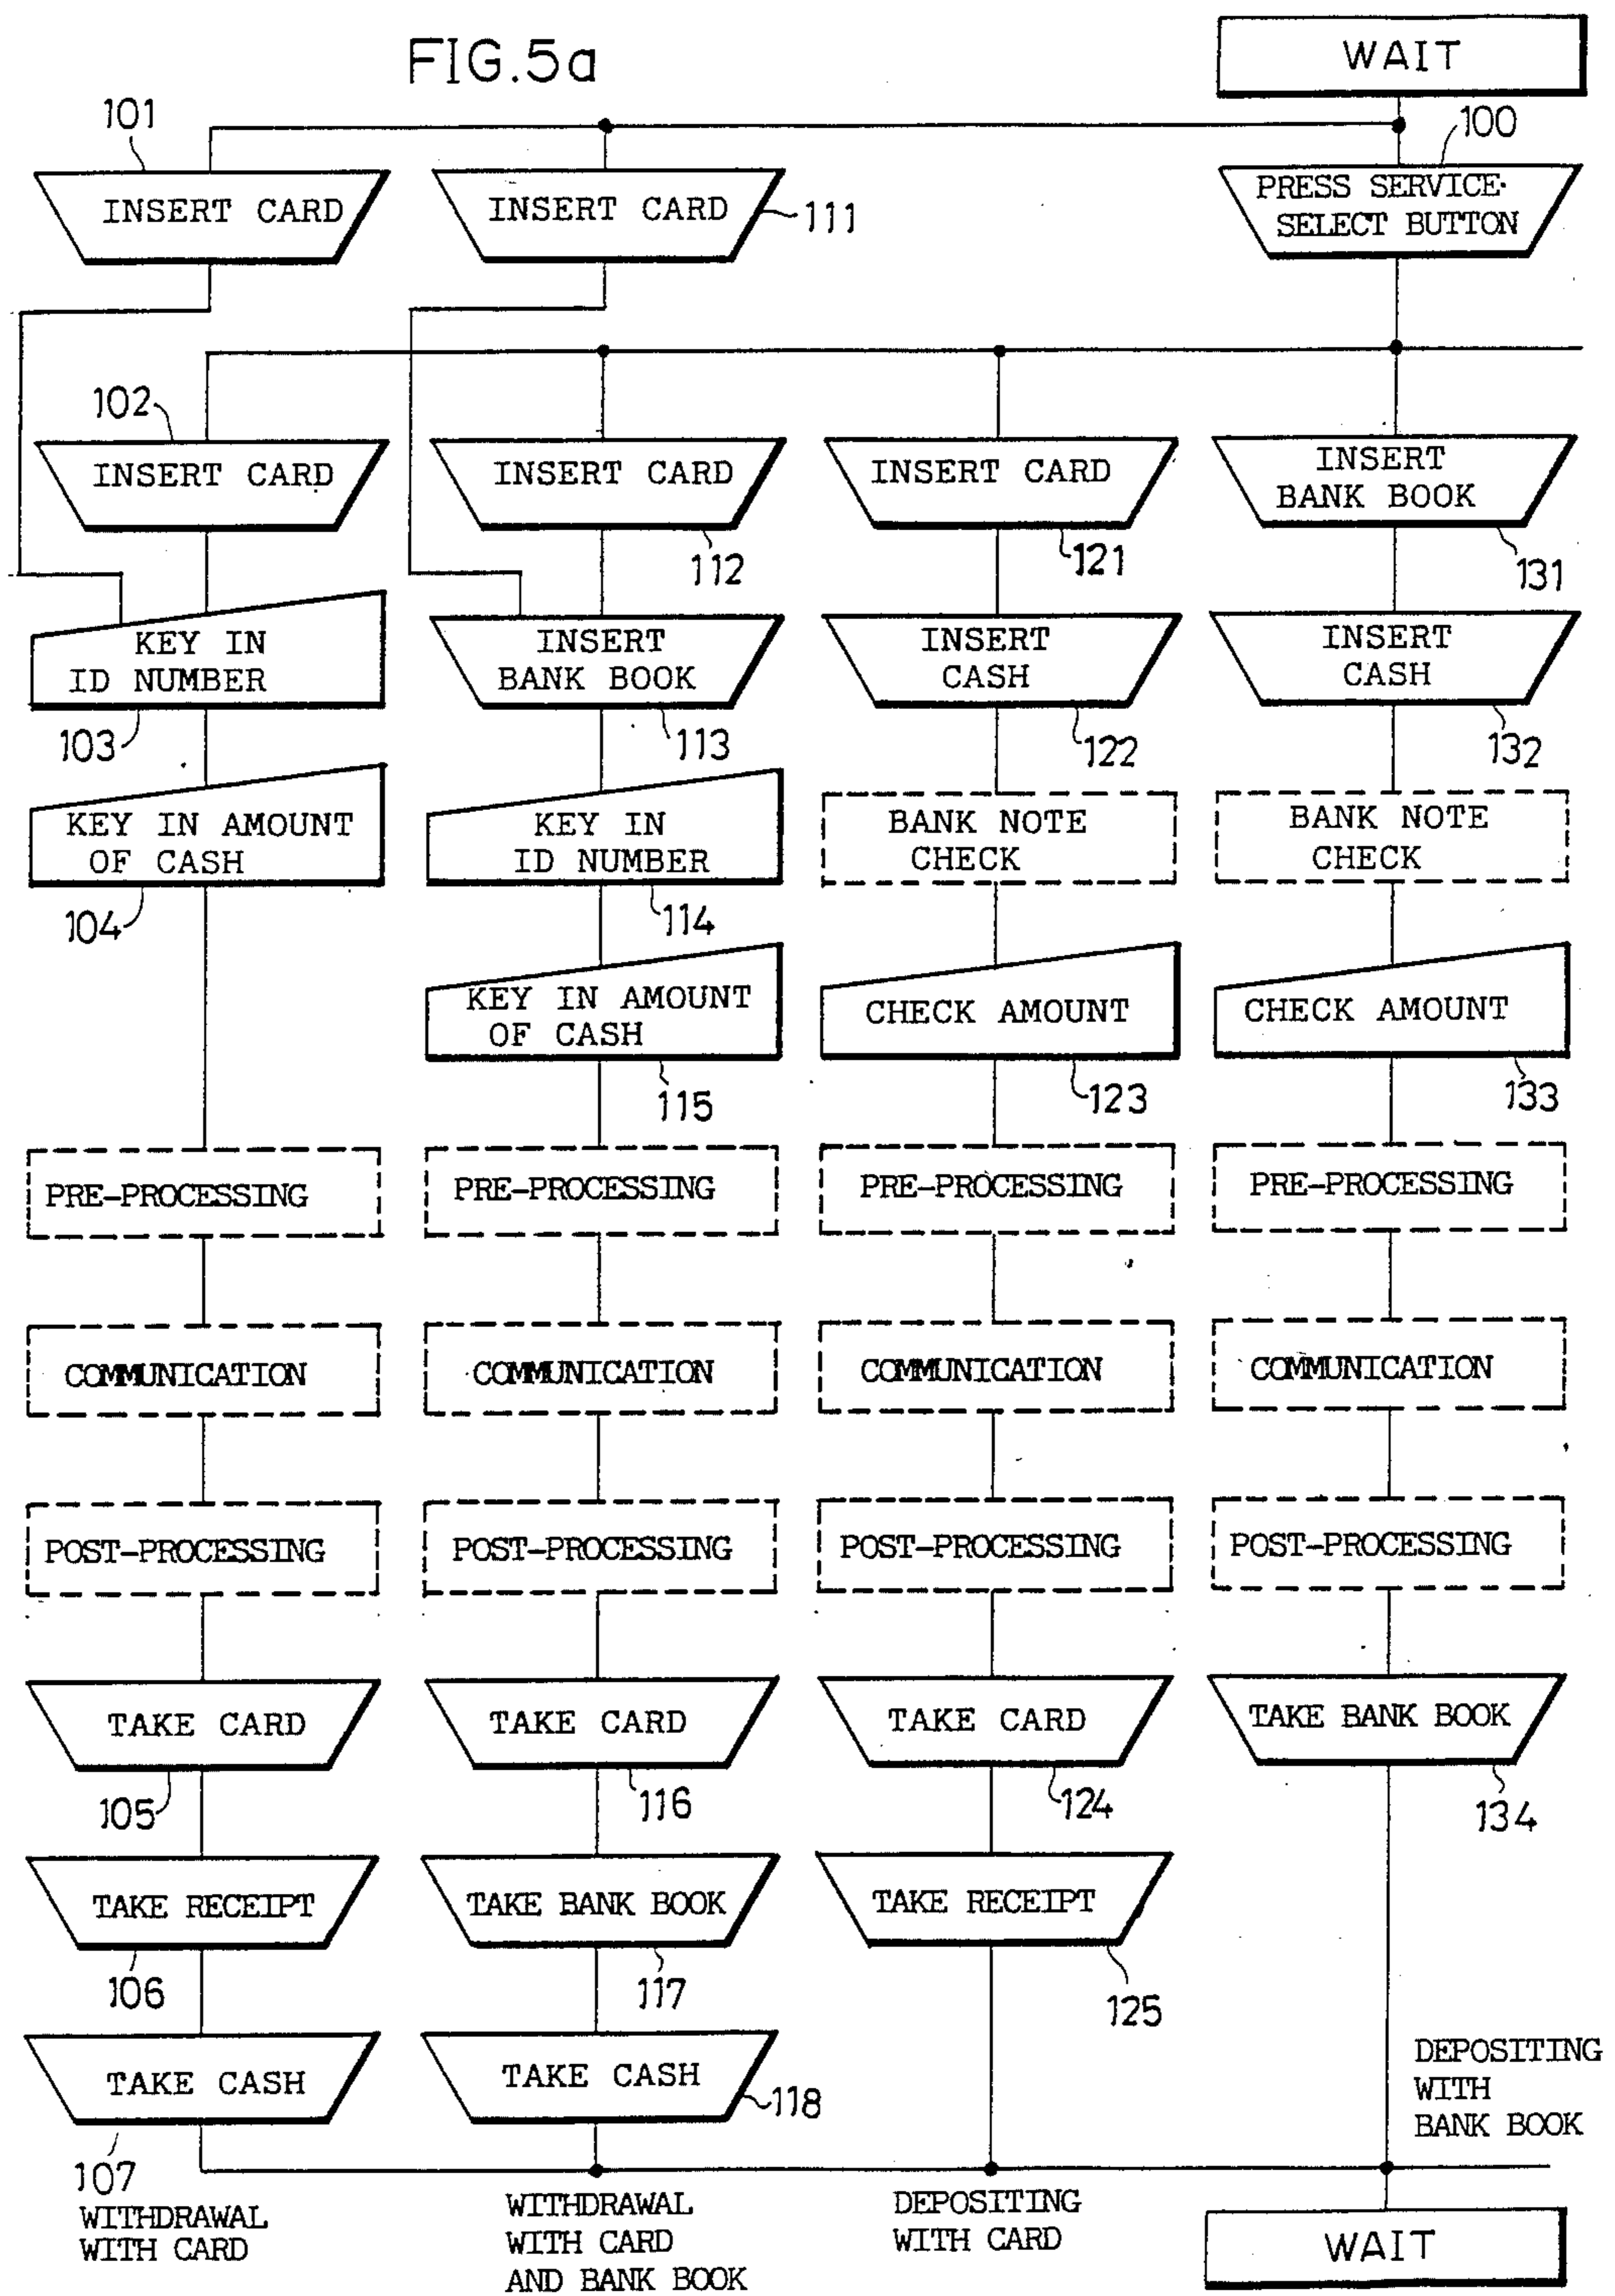 FIG.5a
WAIT
101
100
INSERT CARD
INSERT CARD
111
PRESS SERVICE-
SELECT BUTTON
102
INSERT CARD
INSERT CARD
INSERT CARD
INSERT
BANK BOOK
112
121
131
KEY IN
ID NUMBER
INSERT
BANK BOOK
INSERT
CASH
INSERT
CASH
103
113
122
132
KEY IN AMOUNT
OF CASH
KEY IN
ID NUMBER
BANK NOTE
CHECK
BANK NOTE
CHECK
104
114
KEY IN AMOUNT
OF CASH
CHECK AMOUNT
CHECK AMOUNT
115
123
133
PRE-PROCESSING
PRE-PROCESSING
PRE-PROCESSING
PRE-PROCESSING
COMMUNICATION
COMMUNICATION
COMMUNICATION
COMMUNICATION
POST-PROCESSING
POST-PROCESSING
POST-PROCESSING
POST-PROCESSING
TAKE CARD
TAKE CARD
TAKE CARD
TAKE BANK BOOK
105
116
124
134
TAKE RECEIPT
TAKE BANK BOOK
TAKE RECEIPT
106
117
125
TAKE CASH
TAKE CASH
118
DEPOSITING
WITH
BANK BOOK
107
WITHDRAWAL
WITH CARD
WITHDRAWAL
WITH CARD
AND BANK BOOK
DEPOSITING
WITH CARD
WAIT